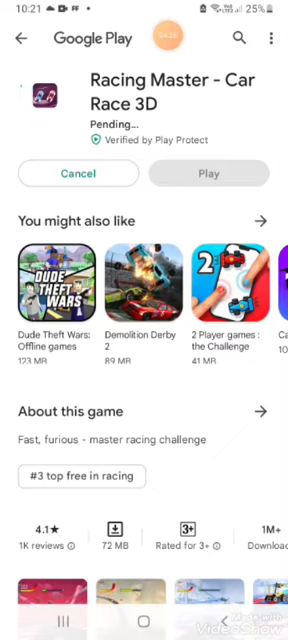 10:21 25%
Google Play
Racing Master - Car
Race 3D
Pending...
Verified by Play Protect
Cancel Play
You might also like
2
DUDE
THEFT
WARS
Dude Theft Wars:
Offline games
123 MB
Demolition Derby
2
89 MB
2 Player games :
the Challenge
41 MB
About this game
Fast, furious - master racing challenge
#3 top free in racing
4.1★ 3+ 1M+
1K reviews 72 MB Rated for 3+ Downloa
Made with
VideoShow